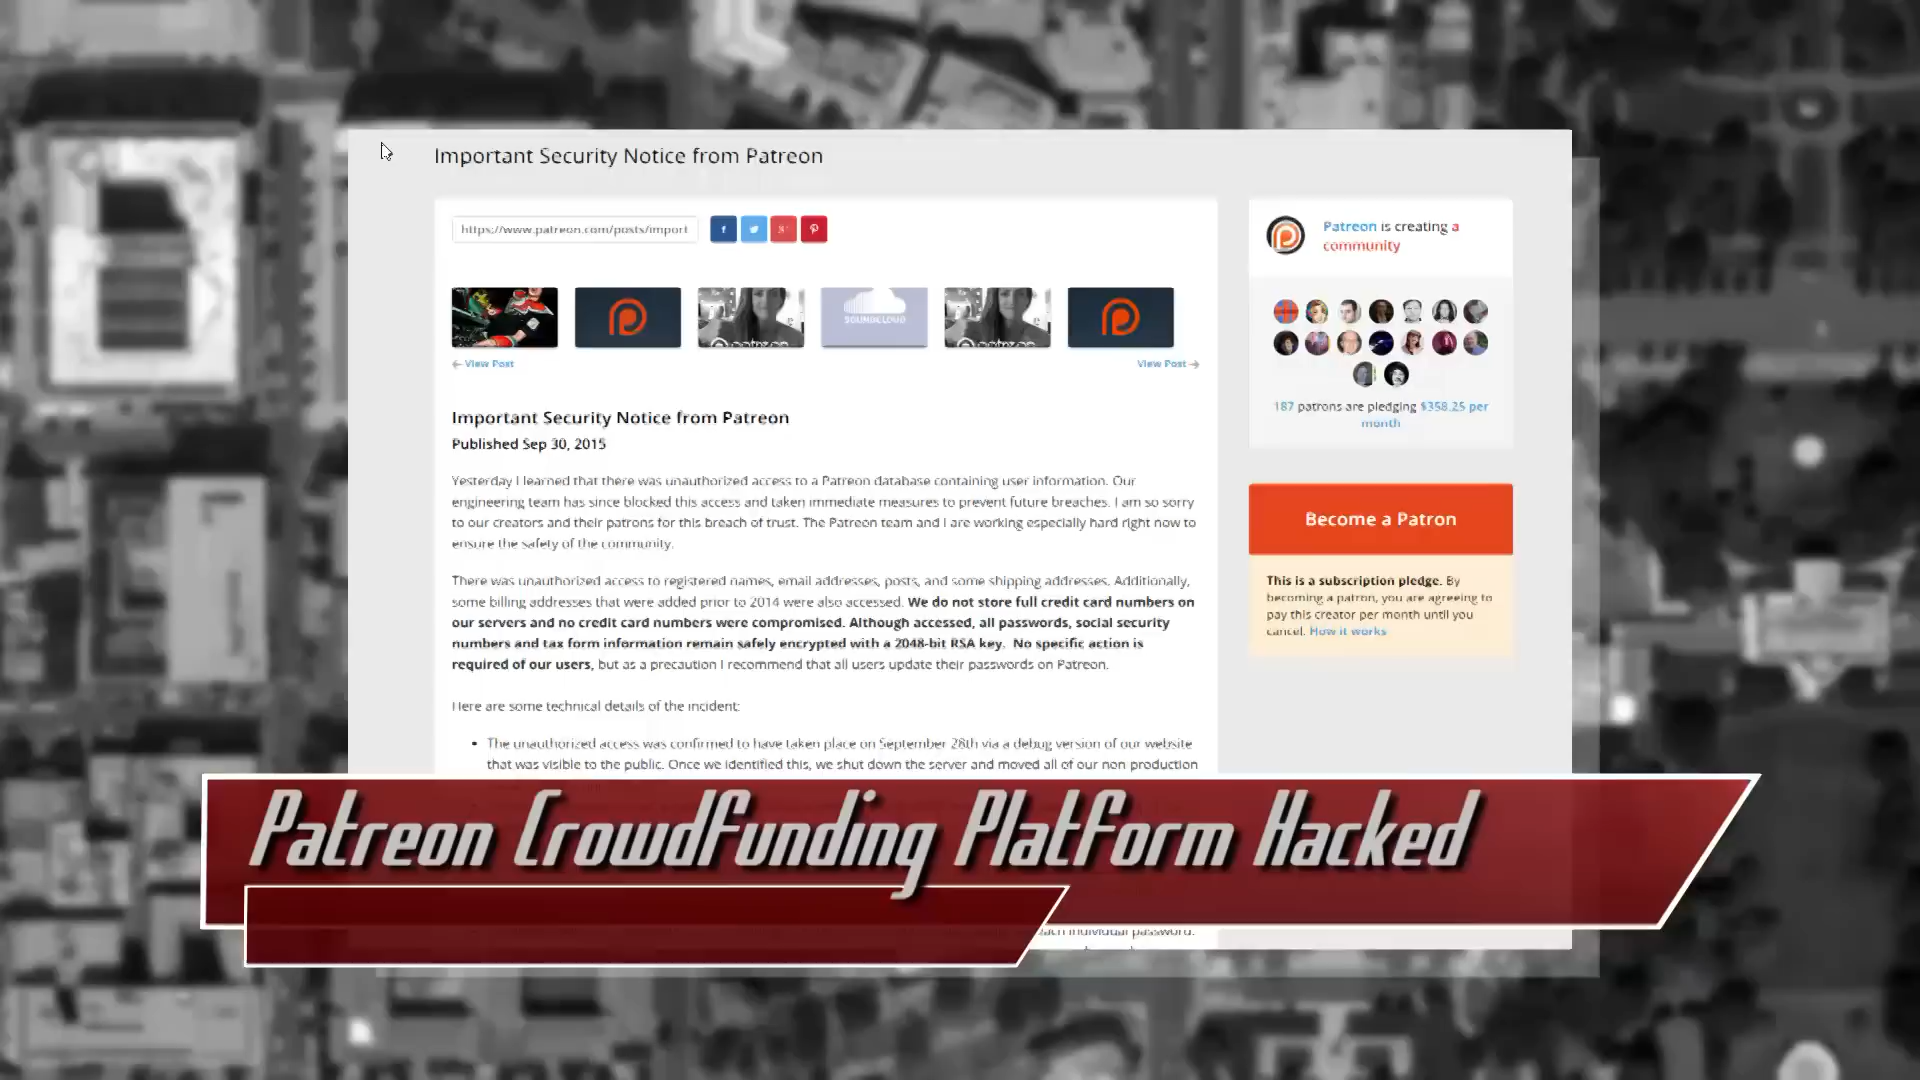 Important Security Notice from Patreon
https://www.patreon.com/posts/import
Patreon is creating a
community
SOUNDCLOUD
patreon
patreon
View Post
View Post
187 patrons are pledging $358.25 per
month
Important Security Notice from Patreon
Published Sep 30, 2015
Yesterday I learned that there was unauthorized access to a Patreon database containing user information. Our
engineering team has since blocked this access and taken immediate measures to prevent future breaches. I am so sorry
to our creators and their patrons for this breach of trust. The Patreon team and I are working especially hard right now to
ensure the safety of the community.
There was unauthorized access to registered names, email addresses, posts, and some shipping addresses. Additionally,
some billing addresses that were added prior to 2014 were also accessed. We do not store full credit card numbers on
our servers and no credit card numbers were compromised. Although accessed, all passwords, social security
numbers and tax form information remain safely encrypted with a 2048-bit RSA key. No specific action is
required of our users, but as a precaution I recommend that all users update their passwords on Patreon.
Here are some technical details of the incident:
• The unauthorized access was confirmed to have taken place on September 28th via a debug version of our website
that was visible to the public. Once we identified this, we shut down the server and moved all of our non production
Become a Patron
This is a subscription pledge. By
becoming a patron, you are agreeing to
pay this creator per month until you
cancel. How it works
Patreon Crowdfunding Platform Hacked
individual password.